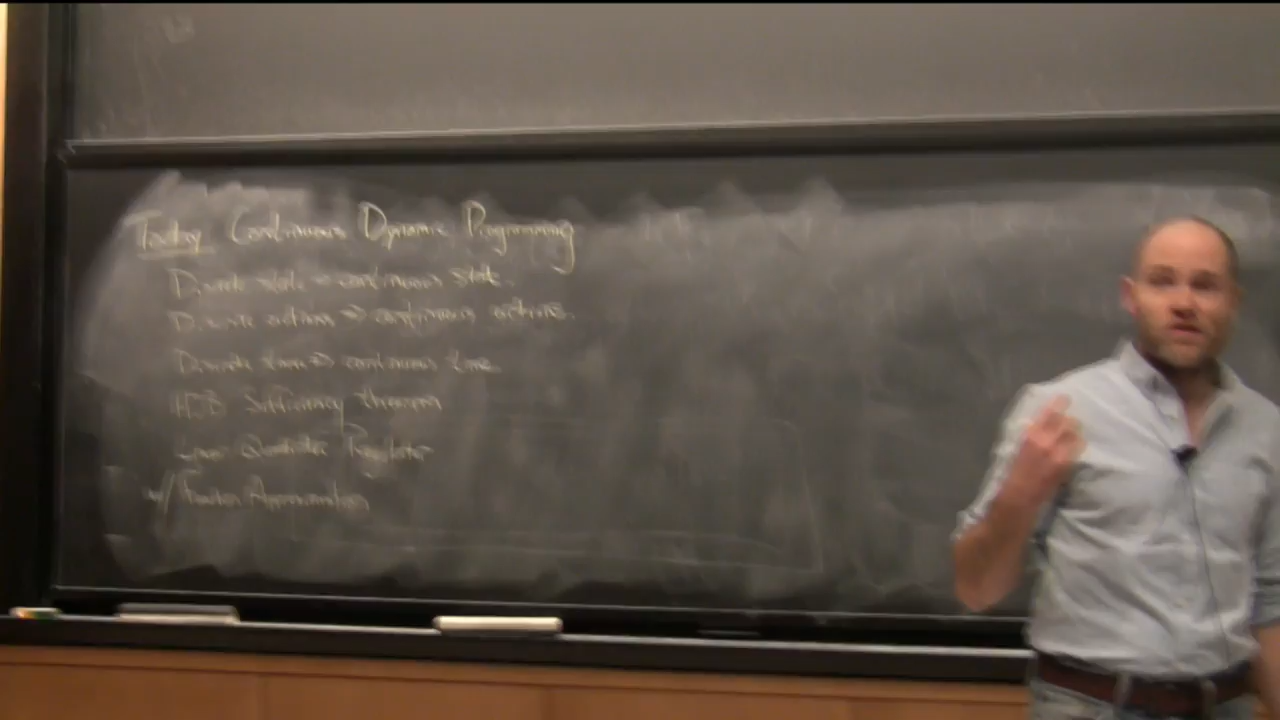 Today Continuous Dynamic Programming
Discrete state → continuous state.
Discrete actions → continuous actions.
Discrete time → continuous time.
HJB Sufficiency theorem
Linear Quadratic Regulator
w/ Function Approximation